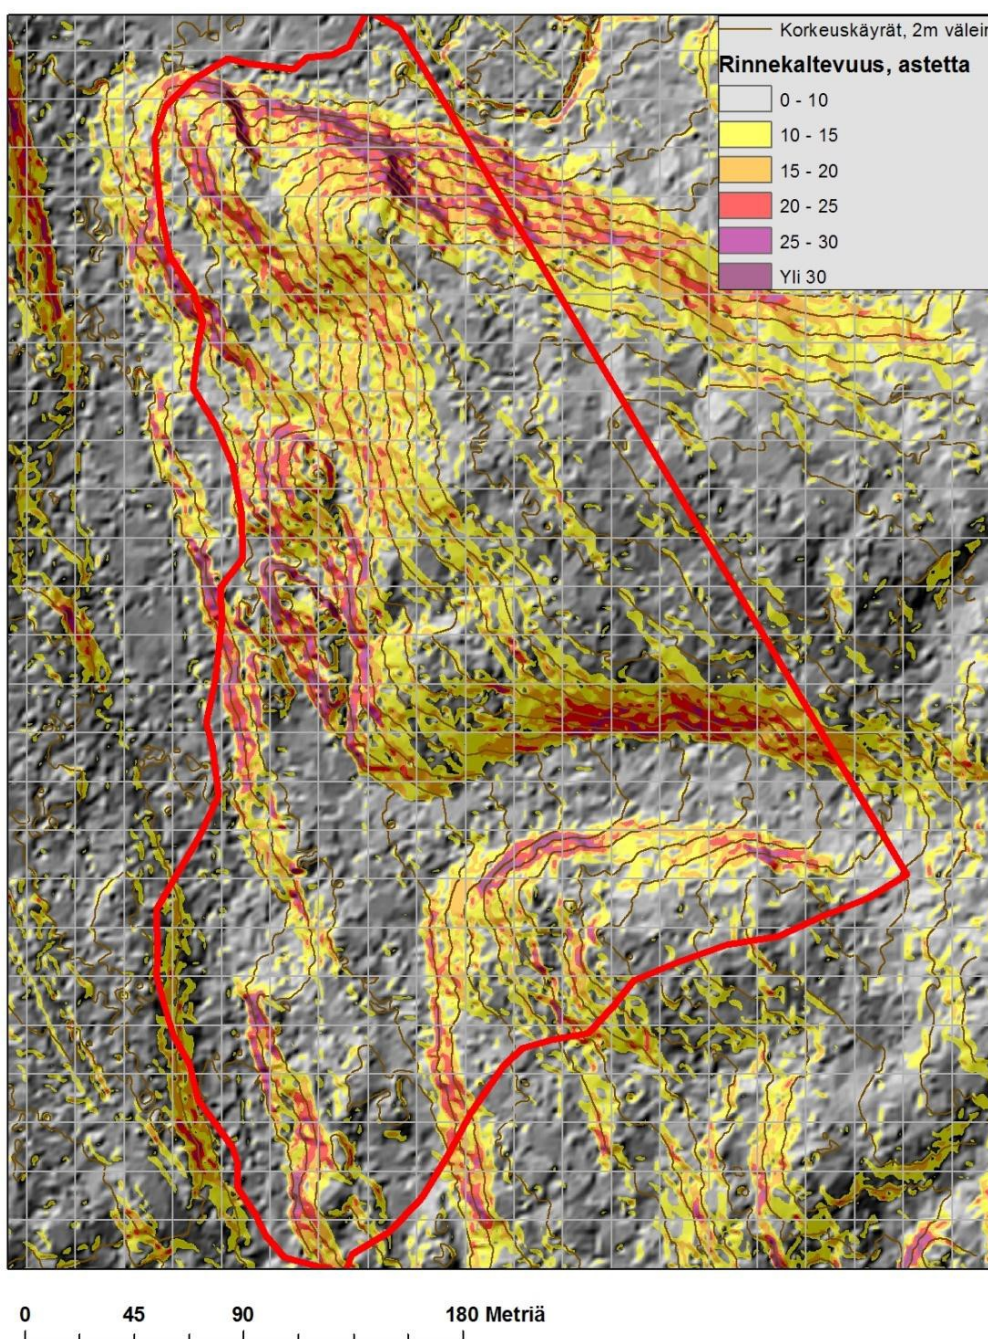 Korkeuskäyrät, 2m välein
Rinnekaltevuus, astetta
0 - 10
10 - 15
15 - 20
20 - 25
25 - 30
Yli 30
0 45 90 180 Metriä